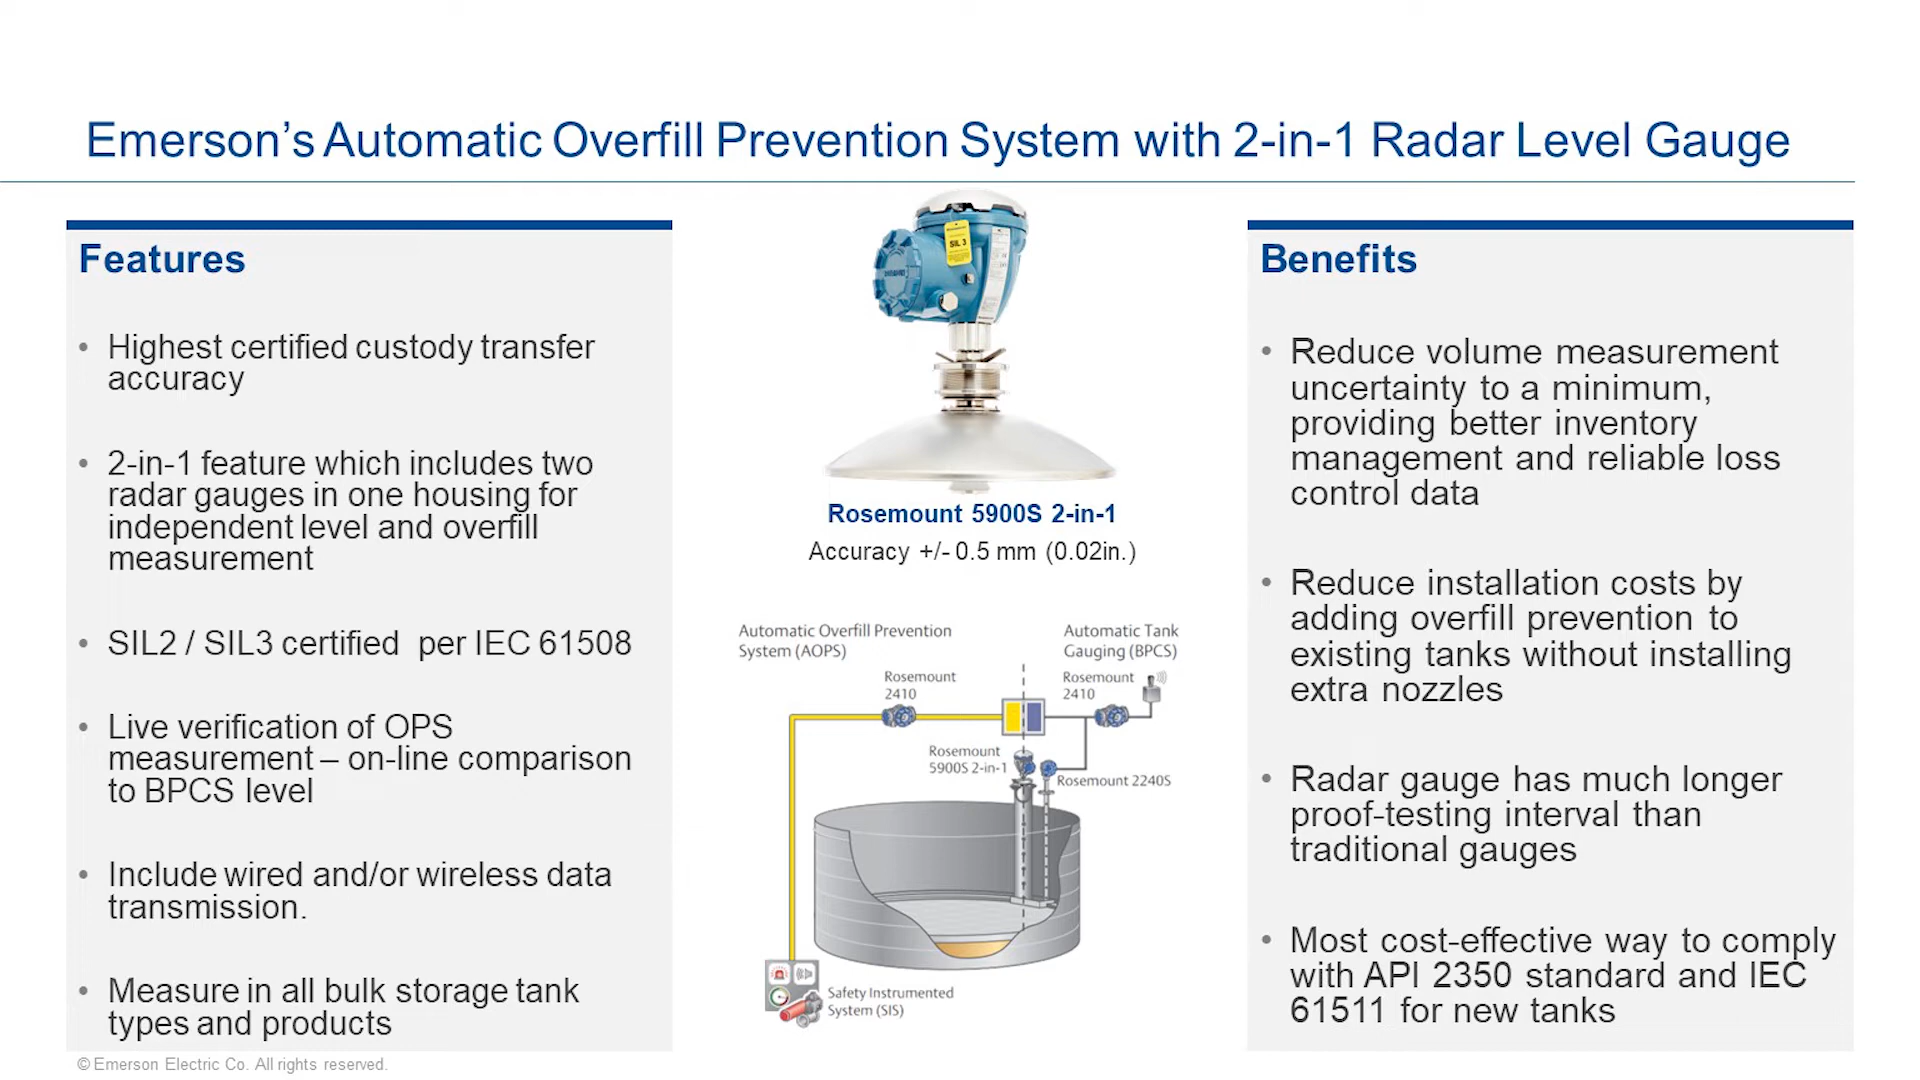 Emerson's Automatic Overfill Prevention System with 2-in-1 Radar Level Gauge
Features
• Highest certified custody transfer
accuracy
• 2-in-1 feature which includes two
radar gauges in one housing for
independent level and overfill
measurement
• SIL2 / SIL3 certified per IEC 61508
• Live verification of OPS
measurement – on-line comparison
to BPCS level
• Include wired and/or wireless data
transmission.
• Measure in all bulk storage tank
types and products
SIL 3
Rosemount 5900S 2-in-1
Accuracy +/- 0.5 mm (0.02in.)
Automatic Overfill Prevention
System (AOPS)
Automatic Tank
Gauging (BPCS)
Rosemount
2410
Rosemount
2410
Rosemount
5900S 2-in-1
Rosemount 2240S
Safety Instrumented
System (SIS)
Benefits
• Reduce volume measurement
uncertainty to a minimum,
providing better inventory
management and reliable loss
control data
• Reduce installation costs by
adding overfill prevention to
existing tanks without installing
extra nozzles
• Radar gauge has much longer
proof-testing interval than
traditional gauges
• Most cost-effective way to comply
with API 2350 standard and IEC
61511 for new tanks
© Emerson Electric Co. All rights reserved.